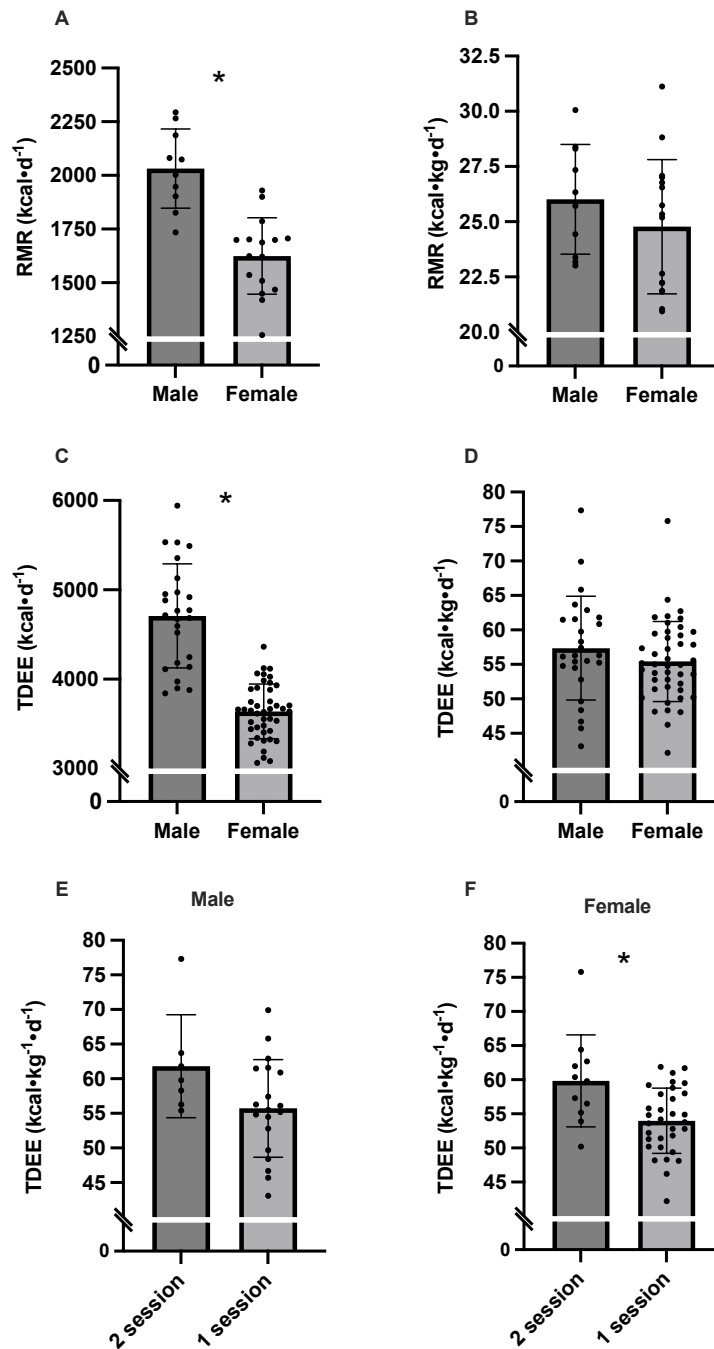 A
RMR (kcal•d⁻¹)
2500
2250
2000
1750
1500
1250
0
*
Male Female
B
RMR (kcal•kg•d⁻¹)
32.5
30.0
27.5
25.0
22.5
20.0
0
Male Female
C
TDEE (kcal•d⁻¹)
6000
5000
4000
3000
0
*
Male Female
D
TDEE (kcal•kg•d⁻¹)
80
75
70
65
60
55
50
45
0
Male Female
E
Male
TDEE (kcal•kg⁻¹•d⁻¹)
80
75
70
65
60
55
50
45
0
2 session
1 session
F
Female
TDEE (kcal•kg⁻¹•d⁻¹)
80
75
70
65
60
55
50
45
0
*
2 session
1 session